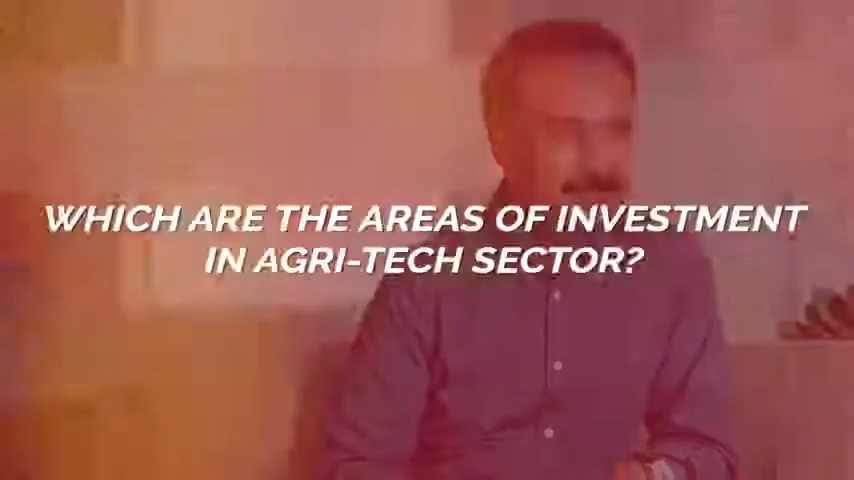 WHICH ARE THE AREAS OF INVESTMENT
IN AGRI-TECH SECTOR?